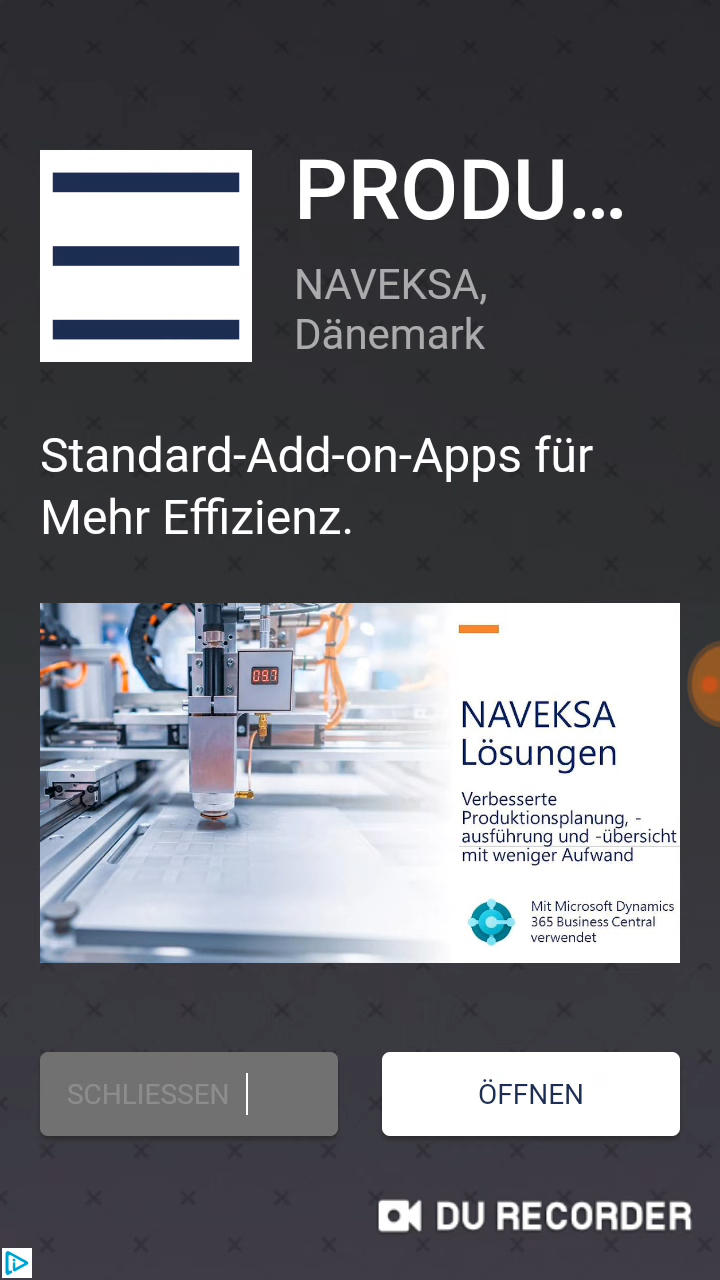 PRODU...
NAVEKSA,
Dänemark
Standard-Add-on-Apps für
Mehr Effizienz.
09.7
NAVEKSA
Lösungen
Verbesserte
Produktionsplanung, -
ausführung und -übersicht
mit weniger Aufwand
Mit Microsoft Dynamics
365 Business Central
verwendet
SCHLIESSEN
ÖFFNEN
DU RECORDER